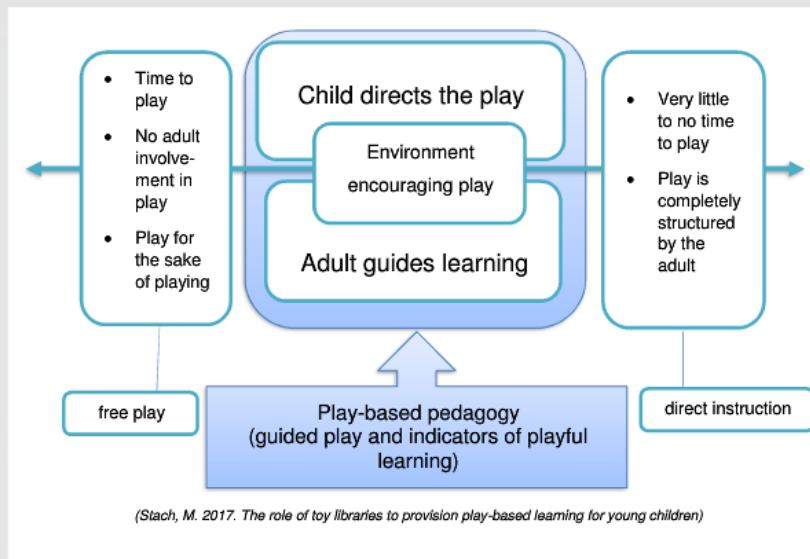 • Time to
play
• No adult
involve-
ment in
play
• Play for
the sake
of playing
Child directs the play
Environment
encouraging play
Adult guides learning
• Very little
to no time
to play
• Play is
completely
structured
by the
adult
free play
Play-based pedagogy
(guided play and indicators of playful
learning)
direct instruction
(Stach, M. 2017. The role of toy libraries to provision play-based learning for young children)